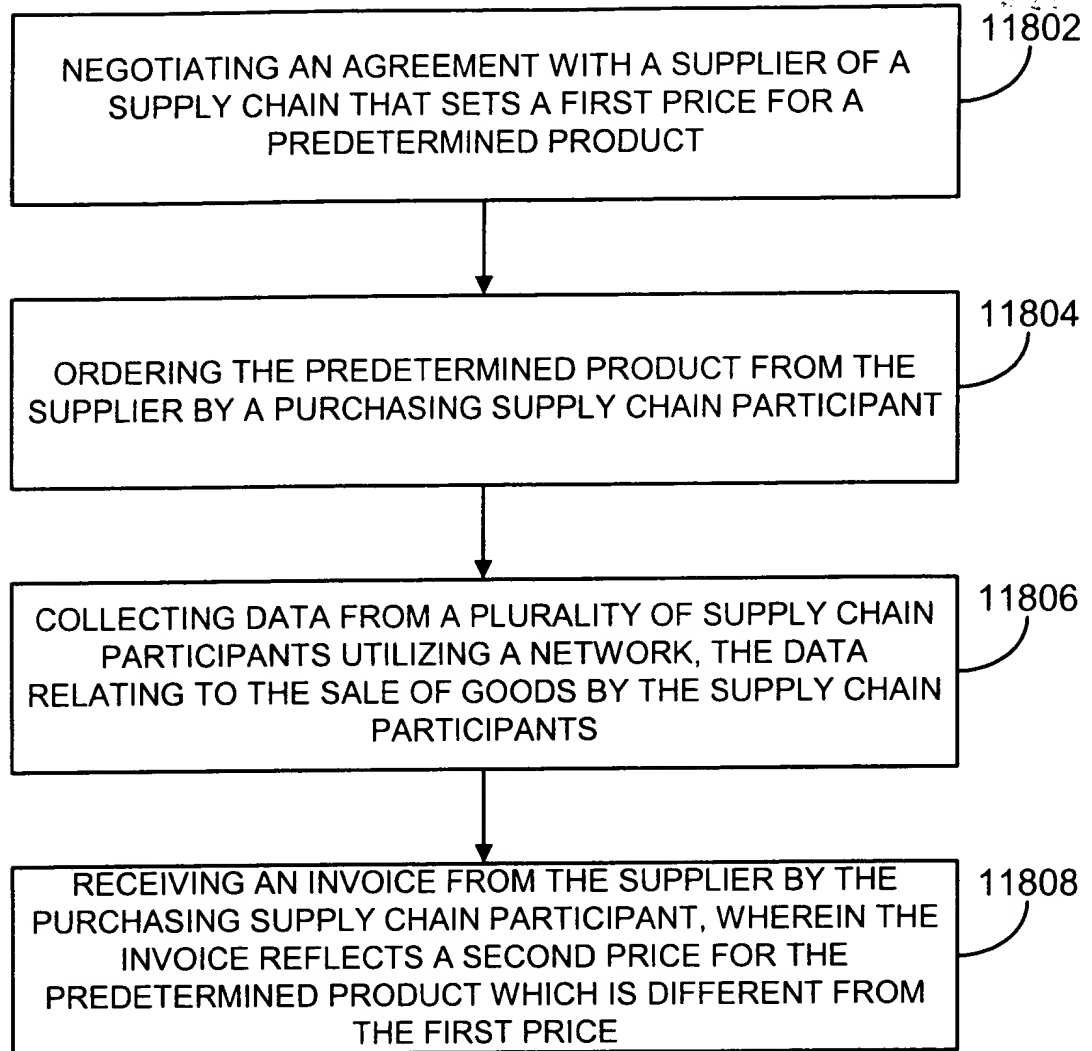 11802
NEGOTIATING AN AGREEMENT WITH A SUPPLIER OF A
SUPPLY CHAIN THAT SETS A FIRST PRICE FOR A
PREDETERMINED PRODUCT
11804
ORDERING THE PREDETERMINED PRODUCT FROM THE
SUPPLIER BY A PURCHASING SUPPLY CHAIN PARTICIPANT
11806
COLLECTING DATA FROM A PLURALITY OF SUPPLY CHAIN
PARTICIPANTS UTILIZING A NETWORK, THE DATA
RELATING TO THE SALE OF GOODS BY THE SUPPLY CHAIN
PARTICIPANTS
11808
RECEIVING AN INVOICE FROM THE SUPPLIER BY THE
PURCHASING SUPPLY CHAIN PARTICIPANT, WHEREIN THE
INVOICE REFLECTS A SECOND PRICE FOR THE
PREDETERMINED PRODUCT WHICH IS DIFFERENT FROM
THE FIRST PRICE